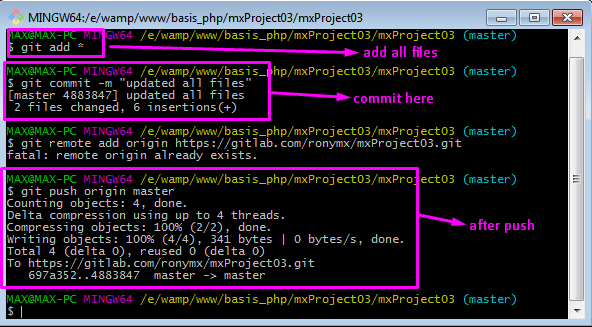 MINGW64:/e/wamp/www/basis_php/mxProject03/mxProject03
MAX@MAX-PC MINGW64 /e/wamp/www/basis_php/mxProject03/mxProject03 (master)
$ git add *
add all files
MAX@MAX-PC MINGW64 /e/wamp/www/basis_php/mxProject03/mxProject03 (master)
$ git commit -m "updated all files"
[master 4883847] updated all files
2 files changed, 6 insertions(+)
commit here
MAX@MAX-PC MINGW64 /e/wamp/www/basis_php/mxProject03/mxProject03 (master)
$ git remote add origin https://gitlab.com/ronymx/mxProject03.git
fatal: remote origin already exists.
MAX@MAX-PC MINGW64 /e/wamp/www/basis_php/mxProject03/mxProject03 (master)
$ git push origin master
Counting objects: 4, done.
Delta compression using up to 4 threads.
Compressing objects: 100% (2/2), done.
Writing objects: 100% (4/4), 341 bytes | 0 bytes/s, done.
Total 4 (delta 0), reused 0 (delta 0)
To https://gitlab.com/ronymx/mxProject03.git
697a352..4883847 master -> master
after push
MAX@MAX-PC MINGW64 /e/wamp/www/basis_php/mxProject03/mxProject03 (master)
$